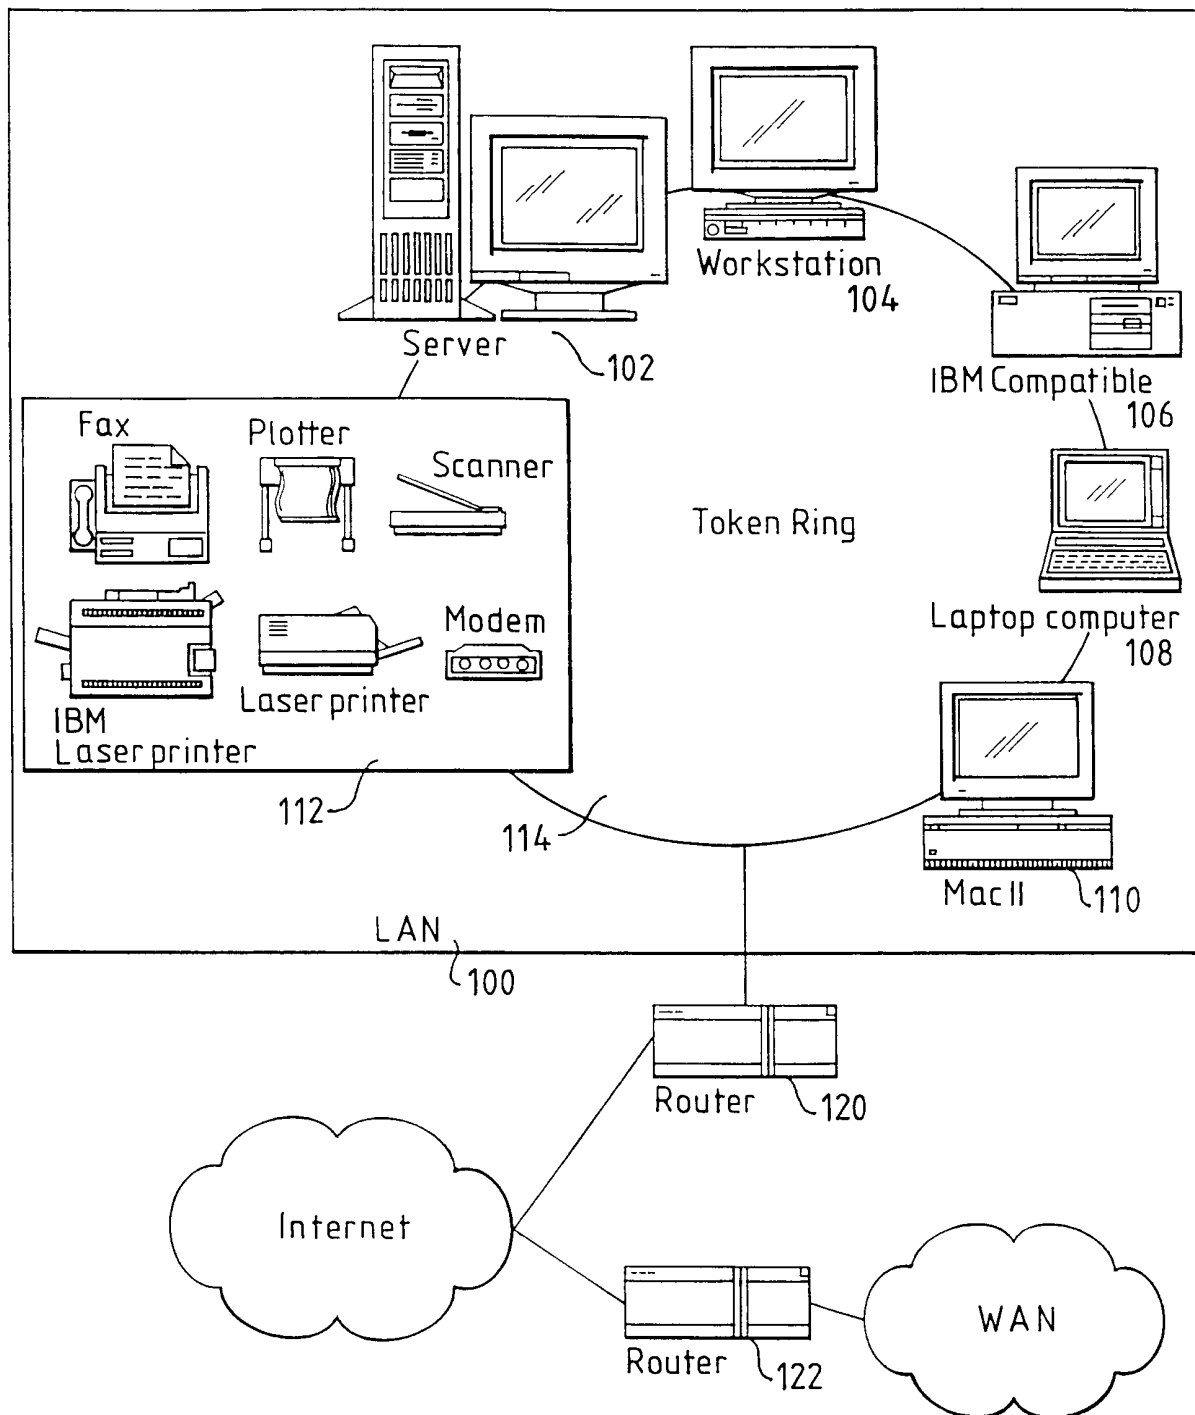 Workstation
104
Server
102
IBM Compatible
106
Fax
Plotter
Scanner
Token Ring
Laptop computer
108
IBM
Laser printer
Laser printer
Modem
112
114
Mac II
110
LAN
100
Router
120
Internet
Router
122
WAN